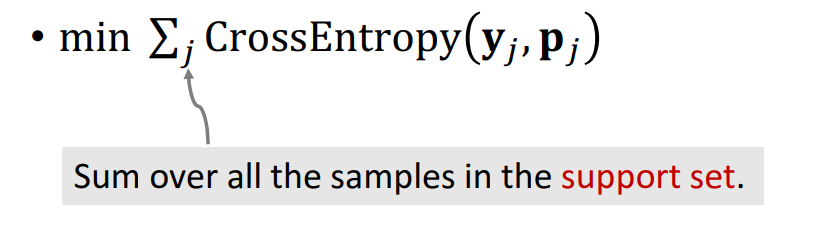 • min ∑ⱼ CrossEntropy(𝐲ⱼ, 𝐩ⱼ)
Sum over all the samples in the support set.